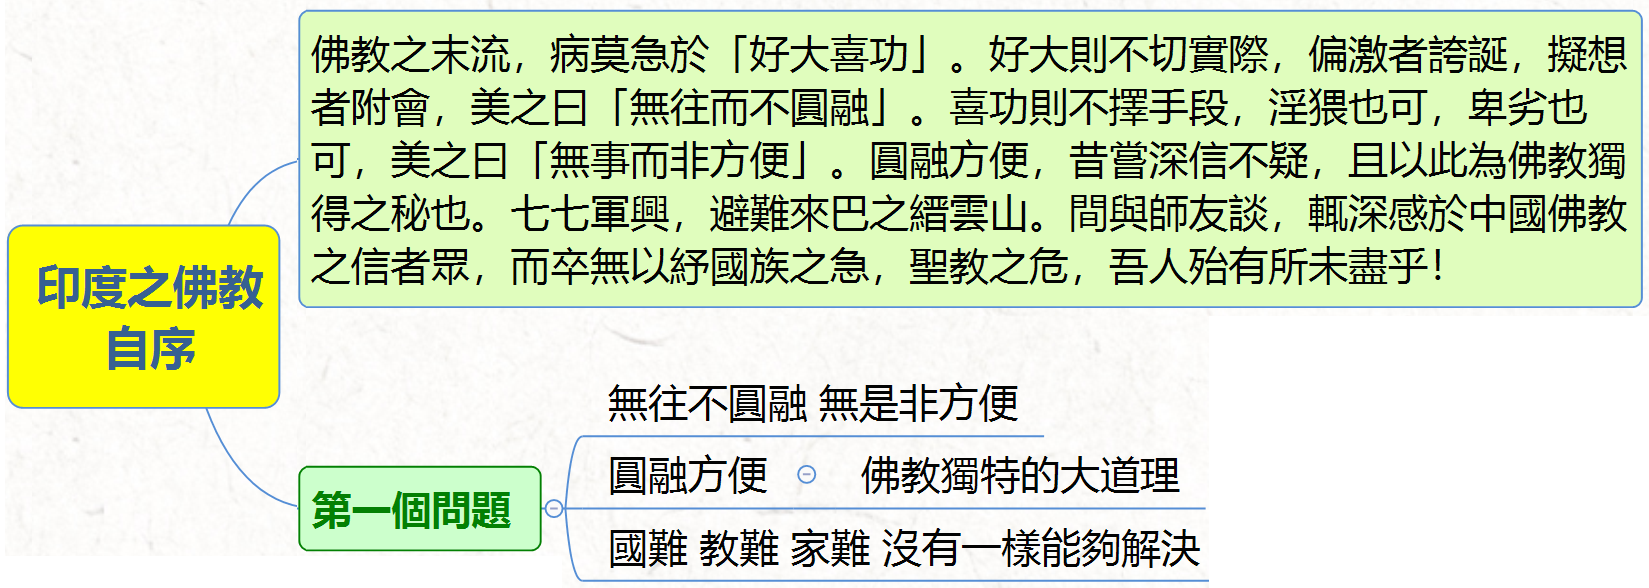 佛教之末流，病莫急於「好大喜功」。好大則不切實際，偏激者誇誕，擬想
者附會，美之曰「無往而不圓融」。喜功則不擇手段，淫猥也可，卑劣也
可，美之曰「無事而非方便」。圓融方便，昔嘗深信不疑，且以此為佛教獨
得之秘也。七七軍興，避難來巴之縉雲山。間與師友談，輒深感於中國佛教
之信者眾，而卒無以紓國族之急，聖教之危，吾人殆有所未盡乎！
印度之佛教
自序
第一個問題
無往不圓融 無是非方便
圓融方便 佛教獨特的大道理
國難 教難 家難 沒有一樣能夠解決